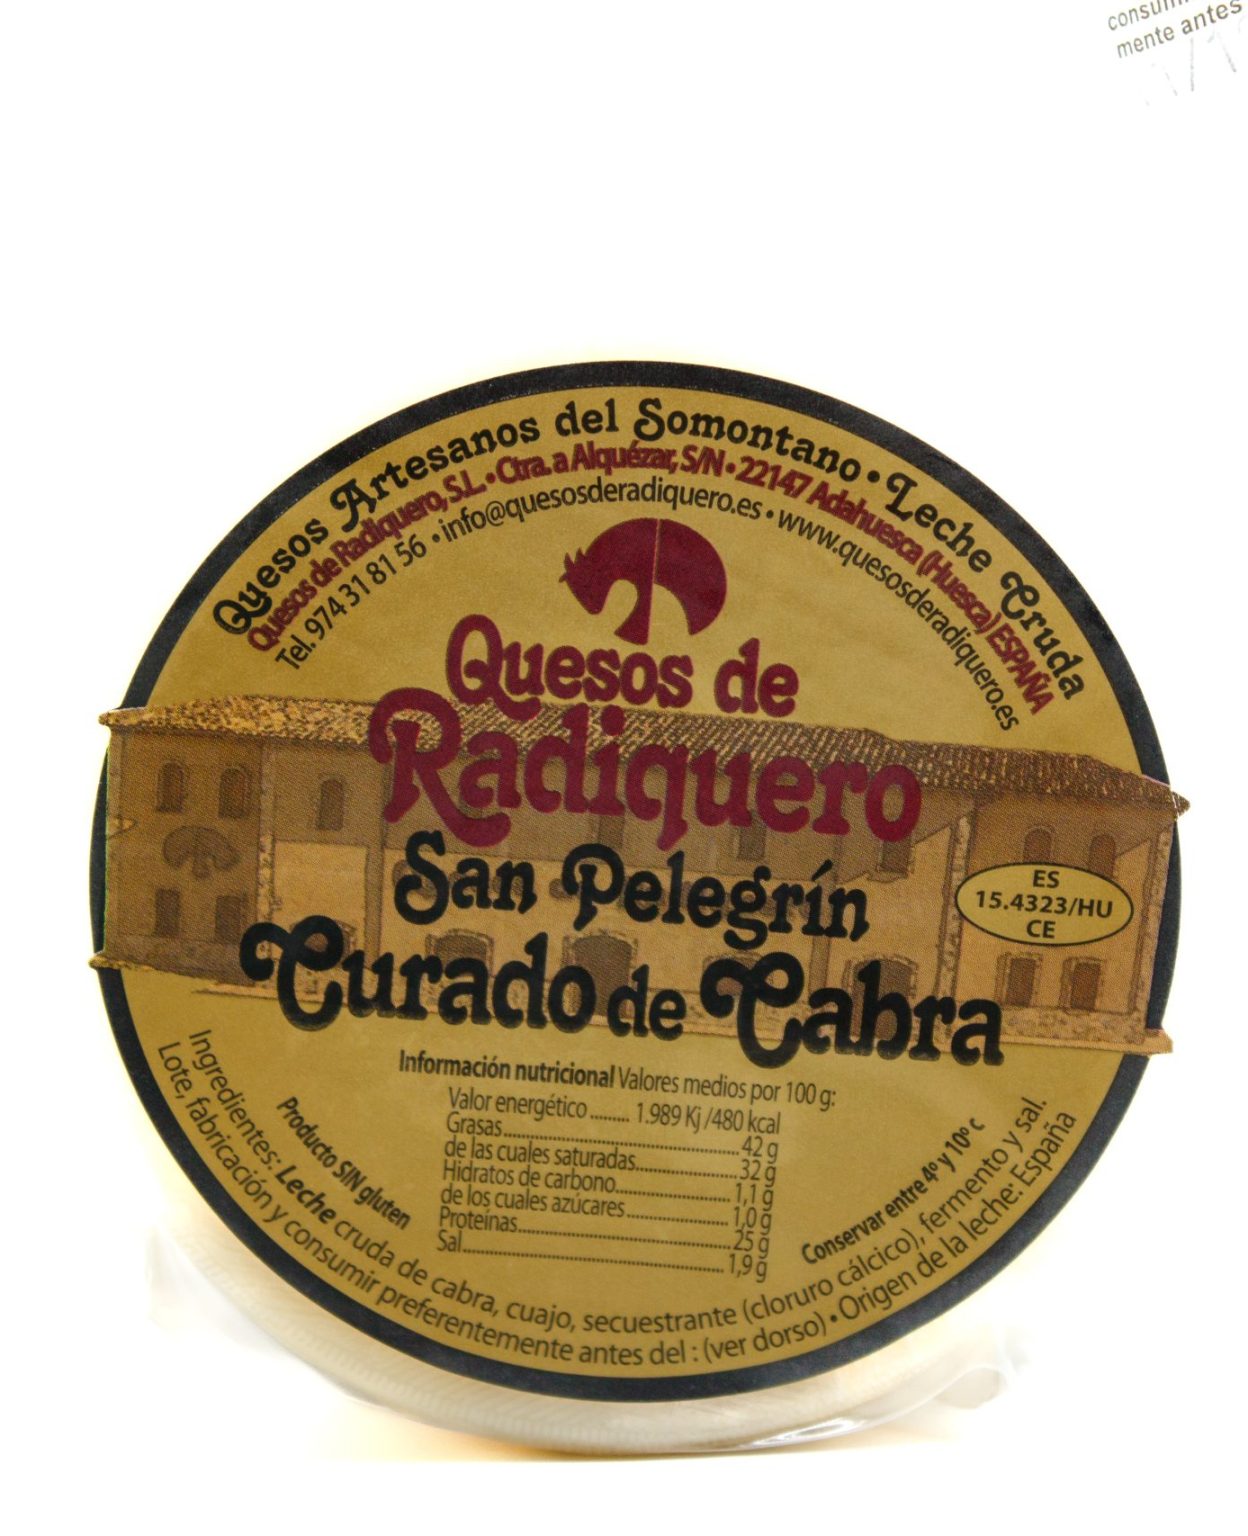 mente antes
Quesos Artesanos del Somontano • Leche Cruda
Quesos de Radiquero, S.L. • Ctra. a Alquézar, S/N • 22147 Adahuesca (Huesca) ESPAÑA
Tel. 974 31 81 56 • info@quesosderadiquero.es • www.quesosderadiquero.es
Quesos de
Radiquero
San Pelegrín
Curado de Cabra
ES
15.4323/HU
CE
Información nutricional Valores medios por 100 g:
Valor energético ........ 1.989 Kj /480 kcal
Grasas 42 g
de las cuales saturadas 32 g
Hidratos de carbono 1,1 g
de los cuales azúcares 1,0 g
Proteínas 25 g
Sal 1,9 g
Producto SIN gluten
Conservar entre 4º y 10º c
Ingredientes: Leche cruda de cabra, cuajo, secuestrante (cloruro cálcico), fermento y sal.
Lote, fabricación y consumir preferentemente antes del : (ver dorso) • Origen de la leche: España